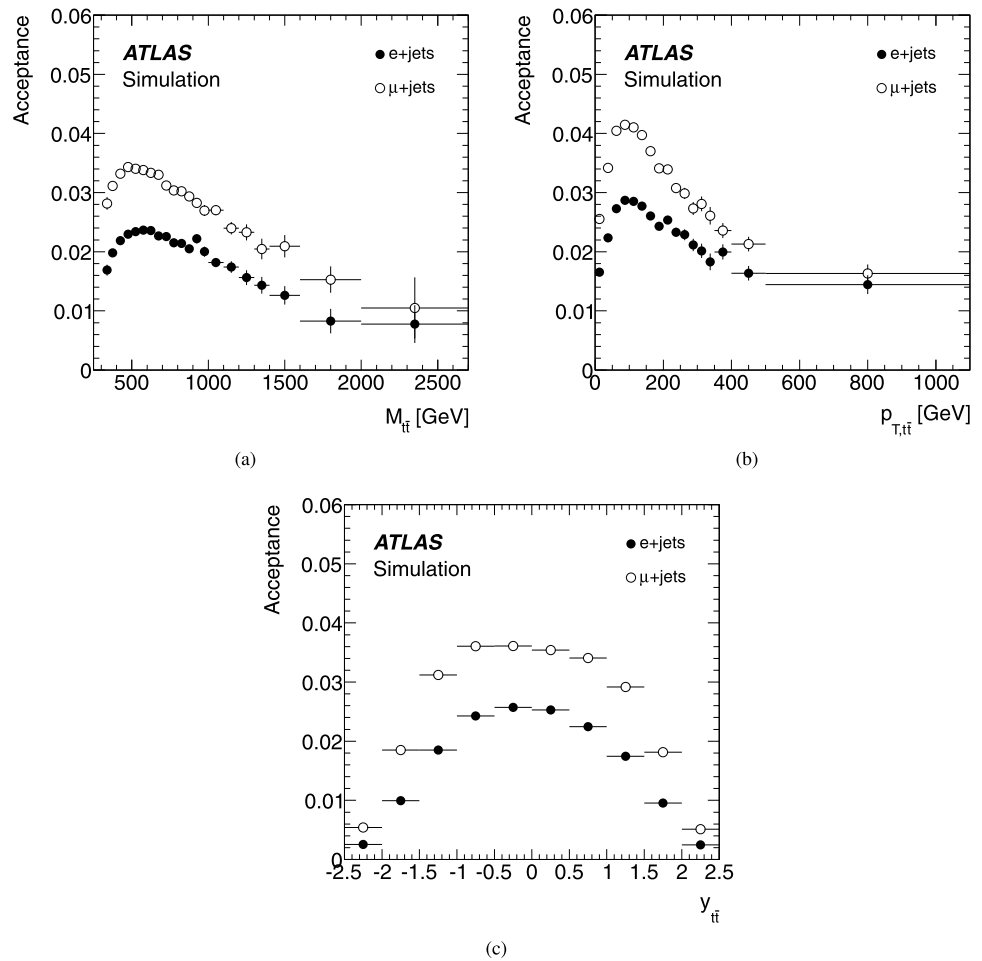 Acceptance
0.06
0.05
0.04
0.03
0.02
0.01
0
ATLAS
Simulation
e+jets
μ+jets
500 1000 1500 2000 2500
M_tt̄ [GeV]
(a)
Acceptance
0.06
0.05
0.04
0.03
0.02
0.01
0
ATLAS
Simulation
e+jets
μ+jets
0 200 400 600 800 1000
p_T,tt̄ [GeV]
(b)
Acceptance
0.06
0.05
0.04
0.03
0.02
0.01
0
ATLAS
Simulation
e+jets
μ+jets
-2.5 -2 -1.5 -1 -0.5 0 0.5 1 1.5 2 2.5
y_tt̄
(c)